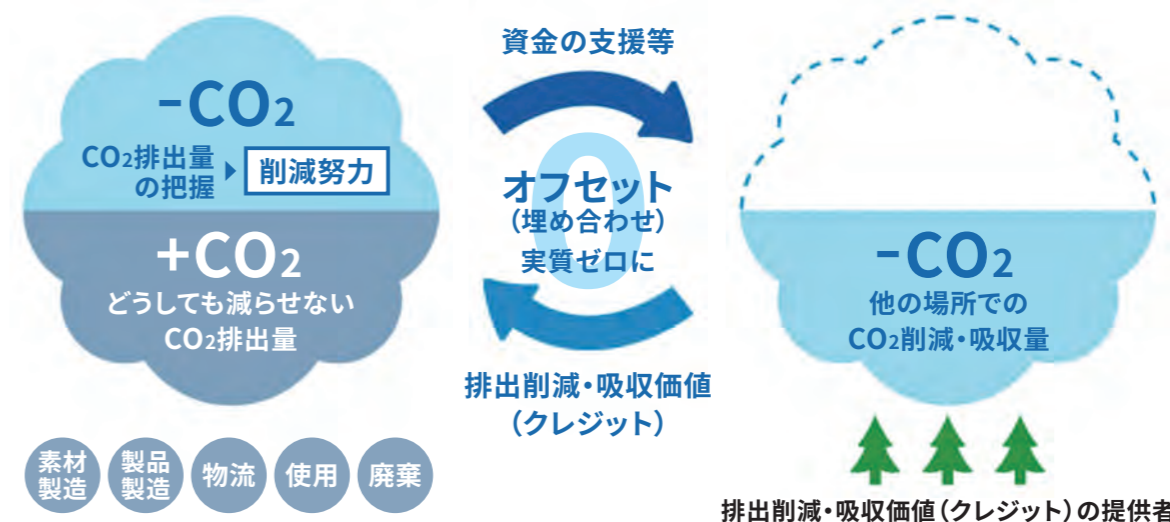 -CO2
CO2排出量
の把握
削減努力
+CO2
どうしても減らせない
CO2排出量
素材
製造
製品
製造
物流
使用
廃棄
資金の支援等
0
オフセット
（埋め合わせ）
実質ゼロに
排出削減・吸収価値
（クレジット）
-CO2
他の場所での
CO2削減・吸収量
排出削減・吸収価値（クレジット）の提供者